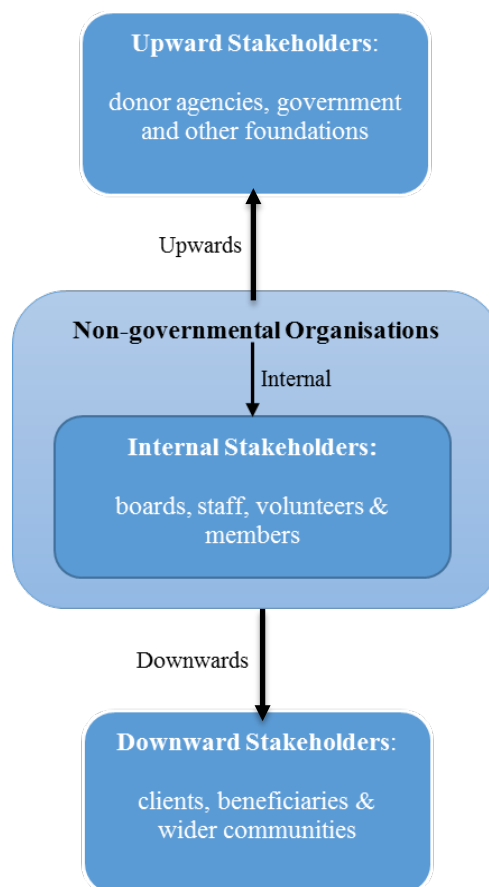 Upward Stakeholders:
donor agencies, government
and other foundations
Upwards
Non-governmental Organisations
Internal
Internal Stakeholders:
boards, staff, volunteers &
members
Downwards
Downward Stakeholders:
clients, beneficiaries &
wider communities